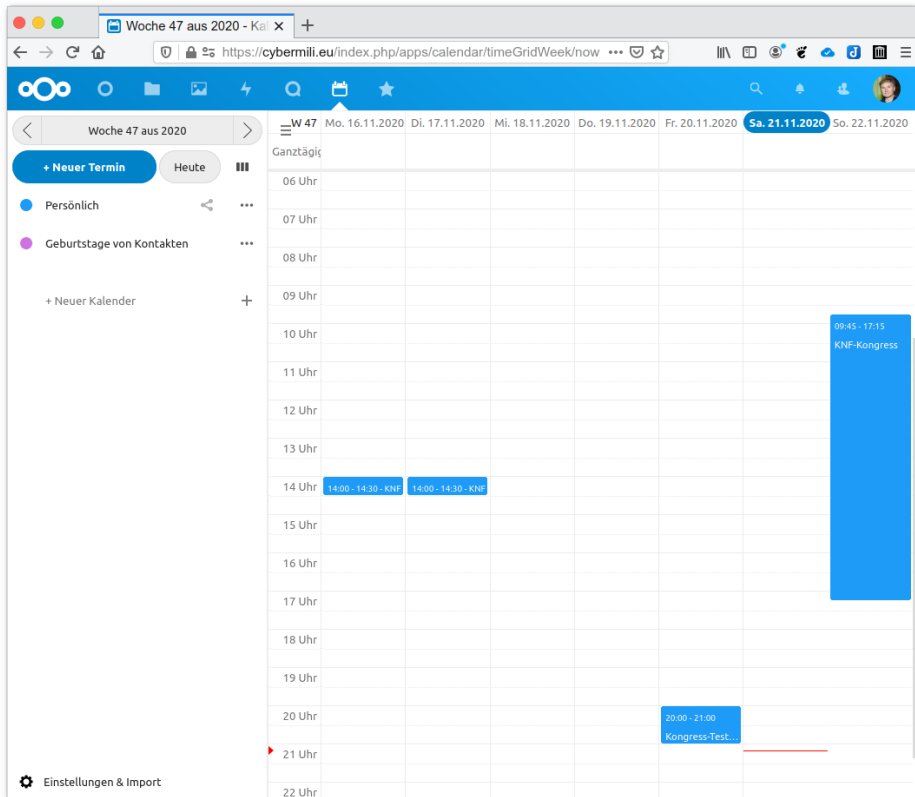 Woche 47 aus 2020 - Ka
https://cybermili.eu/index.php/apps/calendar/timeGridWeek/now
Woche 47 aus 2020
+ Neuer Termin
Heute
Persönlich
Geburtstage von Kontakten
+ Neuer Kalender
Einstellungen & Import
W 47 Mo. 16.11.2020 Di. 17.11.2020 Mi. 18.11.2020 Do. 19.11.2020 Fr. 20.11.2020 Sa. 21.11.2020 So. 22.11.2020
Ganztägig
06 Uhr
07 Uhr
08 Uhr
09 Uhr
09:45 - 17:15
10 Uhr
KNF-Kongress
11 Uhr
12 Uhr
13 Uhr
14 Uhr 14:00 - 14:30 - KNF 14:00 - 14:30 - KNF
15 Uhr
16 Uhr
17 Uhr
18 Uhr
19 Uhr
20 Uhr 20:00 - 21:00
Kongress-Test...
21 Uhr
22 Uhr